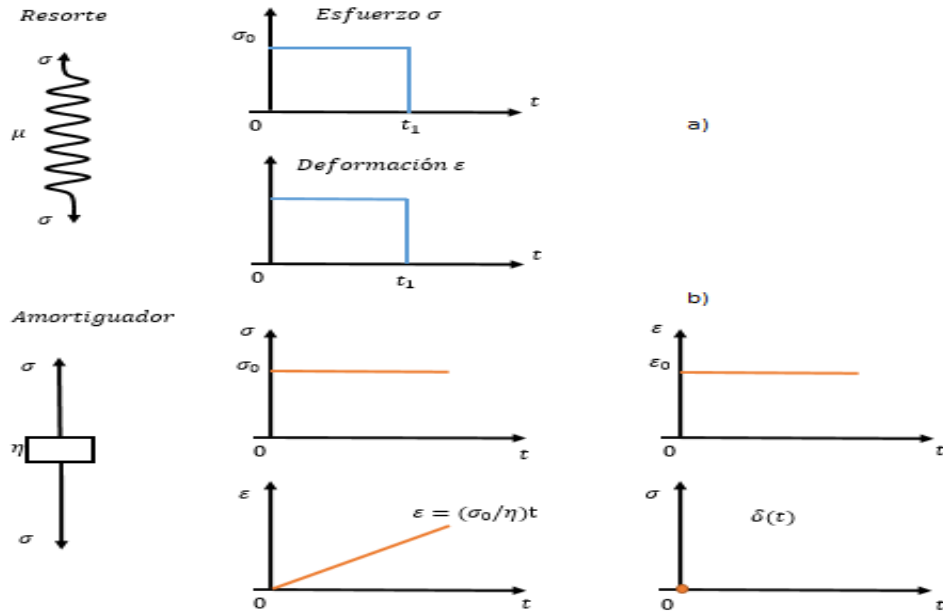 Resorte
σ
μ
σ
Esfuerzo σ
σ₀
0
t₁
t
a)
Deformación ε
0
t₁
t
b)
Amortiguador
σ
η
σ
σ
σ₀
0
t
ε
ε₀
0
t
ε
ε = (σ₀/η)t
0
t
σ
δ(t)
0
t